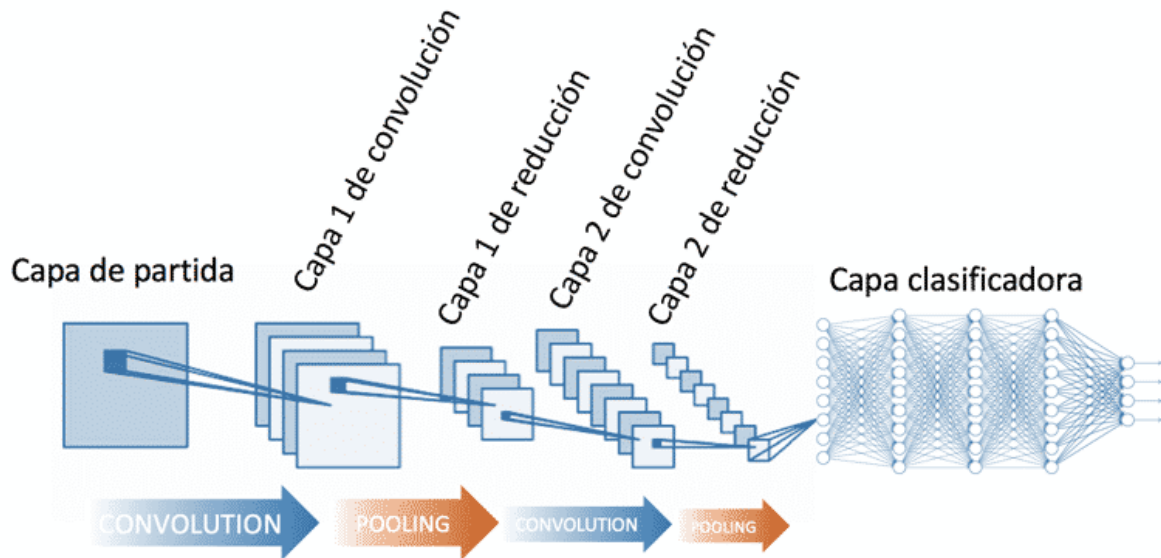 Capa de partida
Capa 1 de convolución
Capa 1 de reducción
Capa 2 de convolución
Capa 2 de reducción
Capa clasificadora
CONVOLUTION
POOLING
CONVOLUTION
POOLING